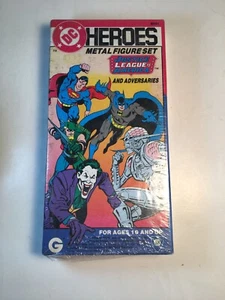 DC
HEROES
METAL FIGURE SET
LEAGUE
AND ADVERSARIES
FOR AGES 16 AND UP
G